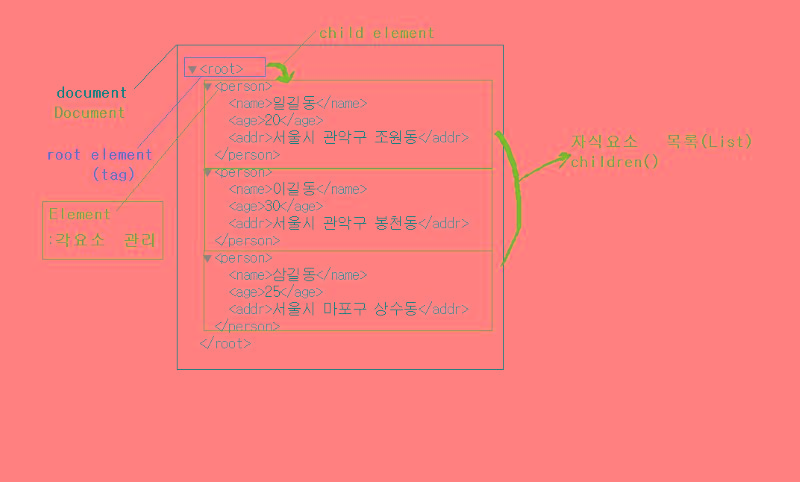 child element
▼<root>
▼<person>
<name>일길동</name>
<age>20</age>
<addr>서울시 관악구 조원동</addr>
</person>
▼<person>
<name>이길동</name>
<age>30</age>
<addr>서울시 관악구 봉천동</addr>
</person>
▼<person>
<name>삼길동</name>
<age>25</age>
<addr>서울시 마포구 상수동</addr>
</person>
</root>
document
Document
root element
(tag)
Element
:각요소 관리
자식요소 목록(List)
children()